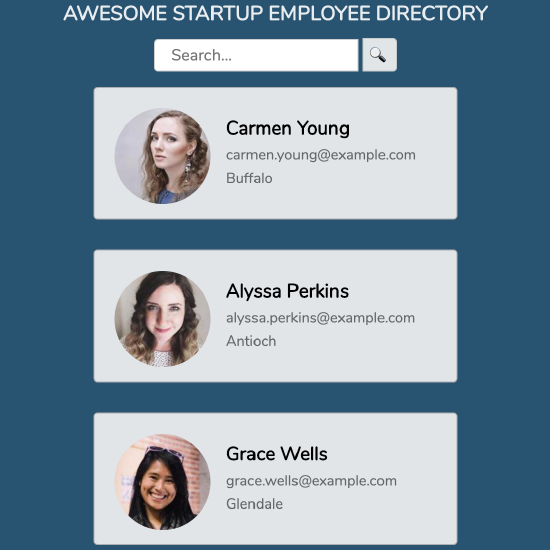 AWESOME STARTUP EMPLOYEE DIRECTORY
Search...
Carmen Young
carmen.young@example.com
Buffalo
Alyssa Perkins
alyssa.perkins@example.com
Antioch
Grace Wells
grace.wells@example.com
Glendale